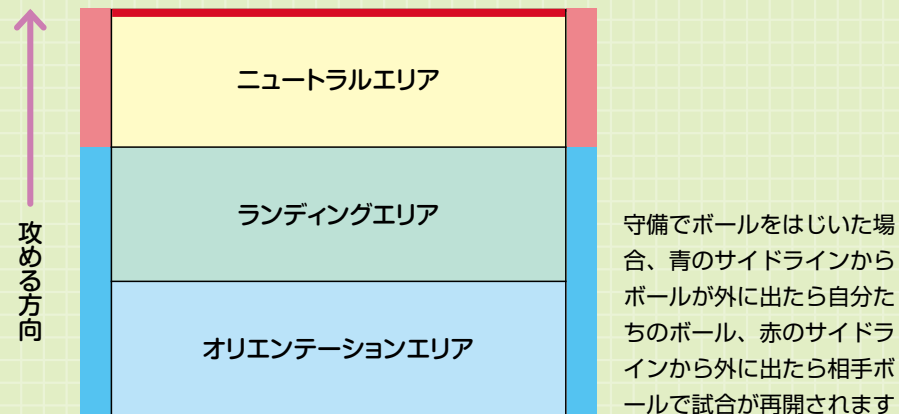 攻める方向
ニュートラルエリア
ランディングエリア
オリエンテーションエリア
守備でボールをはじいた場
合、青のサイドラインから
ボールが外に出たら自分た
ちのボール、赤のサイドラ
インから外に出たら相手ボ
ールで試合が再開されます